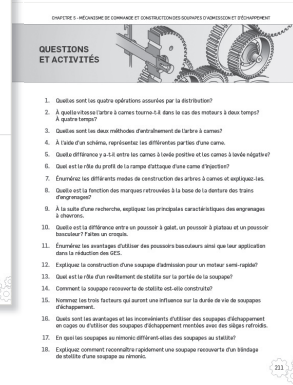 CHAPITRE 5 - MÉCANISME DE COMMANDE ET CONSTRUCTION DES SOUPAPES D'ADMISSION ET D'ÉCHAPPEMENT
QUESTIONS
ET ACTIVITÉS
1. Quelles sont les quatre opérations assurées par la distribution?
2. À quelle vitesse l'arbre à cames tourne-t-il dans le cas des moteurs à deux temps?
À quatre temps?
3. Quelles sont les deux méthodes d'entraînement de l'arbre à cames?
4. À l'aide d'un schéma, représentez les différentes parties d'une came.
5. Quelle différence y a-t-il entre les cames à levée positive et les cames à levée négative?
6. Quel est le rôle du profil de la rampe d'attaque d'une came d'injection?
7. Énumérez les différents modes de construction des arbres à cames et expliquez-les.
8. Quelle est la fonction des marques retrouvées à la base de la denture des trains
d'engrenages?
9. À la suite d'une recherche, expliquez les principales caractéristiques des engrenages
à chevrons.
10. Quelle est la différence entre un poussoir à galet, un poussoir à plateau et un poussoir
basculeur? Faites un croquis.
11. Énumérez les avantages d'utiliser des poussoirs basculeurs ainsi que leur application
dans la réduction des GES.
12. Expliquez la construction d'une soupape d'admission pour un moteur semi-rapide?
13. Quel est le rôle d'un revêtement de stellite sur la portée de la soupape?
14. Comment la soupape recouverte de stellite est-elle construite?
15. Nommez les trois facteurs qui auront une influence sur la durée de vie de soupapes
d'échappement.
16. Quels sont les avantages et les inconvénients d'utiliser des soupapes d'échappement
en cages ou d'utiliser des soupapes d'échappement montées avec des sièges refroidis.
17. En quoi les soupapes au nimonic diffèrent-elles des soupapes au stellite?
18. Expliquez comment reconnaître rapidement une soupape recouverte d'un blindage
de stellite d'une soupape au nimonic.
211